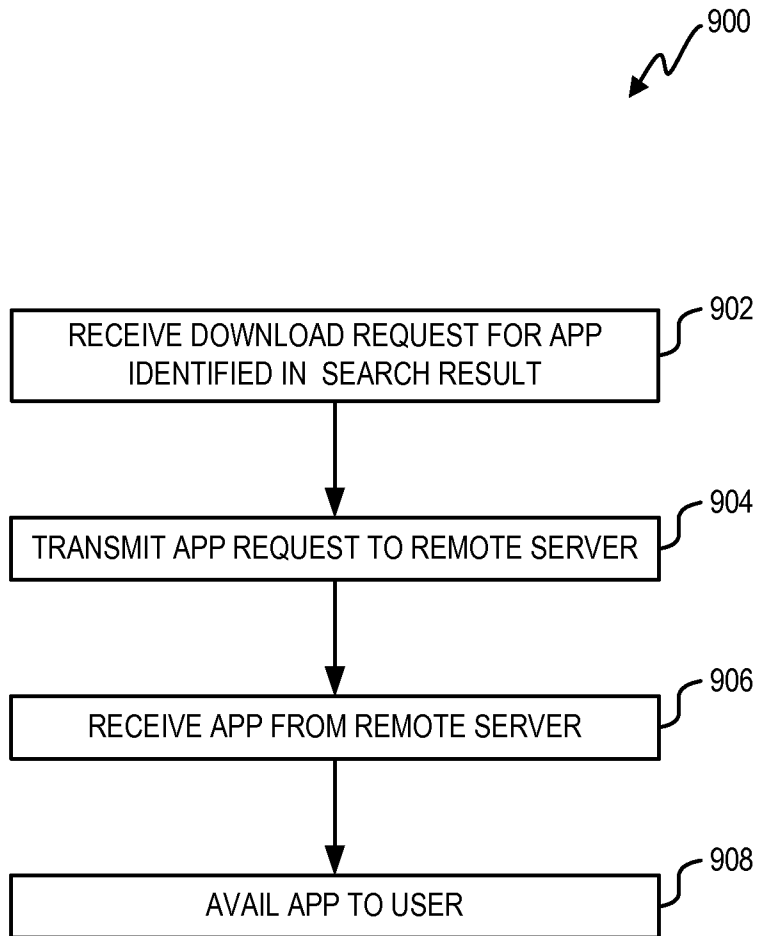 900
902
RECEIVE DOWNLOAD REQUEST FOR APP
IDENTIFIED IN SEARCH RESULT
904
TRANSMIT APP REQUEST TO REMOTE SERVER
906
RECEIVE APP FROM REMOTE SERVER
908
AVAIL APP TO USER